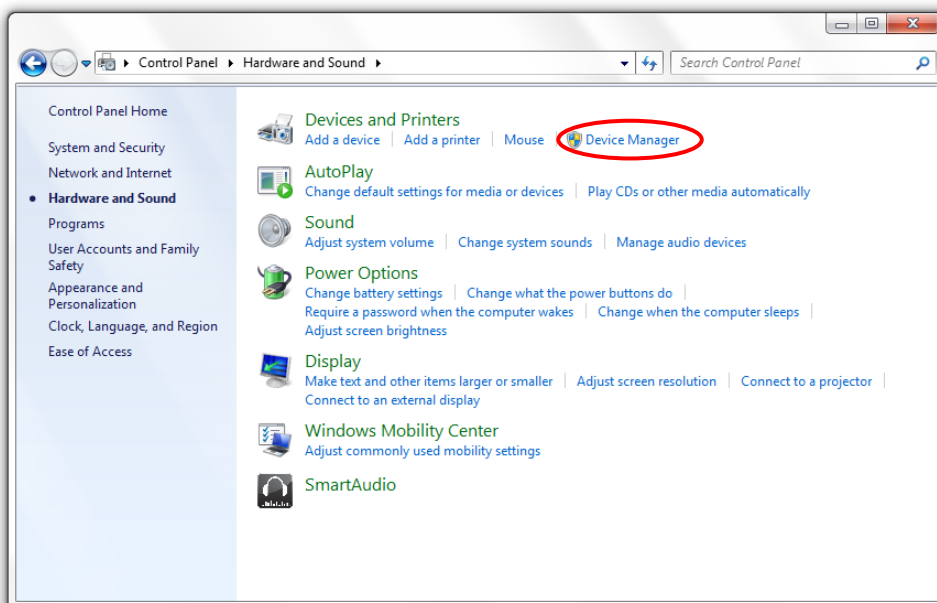 Control Panel Hardware and Sound Search Control Panel
Control Panel Home
System and Security
Network and Internet
Hardware and Sound
Programs
User Accounts and Family
Safety
Appearance and
Personalization
Clock, Language, and Region
Ease of Access
Devices and Printers
Add a device Add a printer Mouse Device Manager
AutoPlay
Change default settings for media or devices Play CDs or other media automatically
Sound
Adjust system volume Change system sounds Manage audio devices
Power Options
Change battery settings Change what the power buttons do
Require a password when the computer wakes Change when the computer sleeps
Adjust screen brightness
Display
Make text and other items larger or smaller Adjust screen resolution Connect to a projector
Connect to an external display
Windows Mobility Center
Adjust commonly used mobility settings
SmartAudio